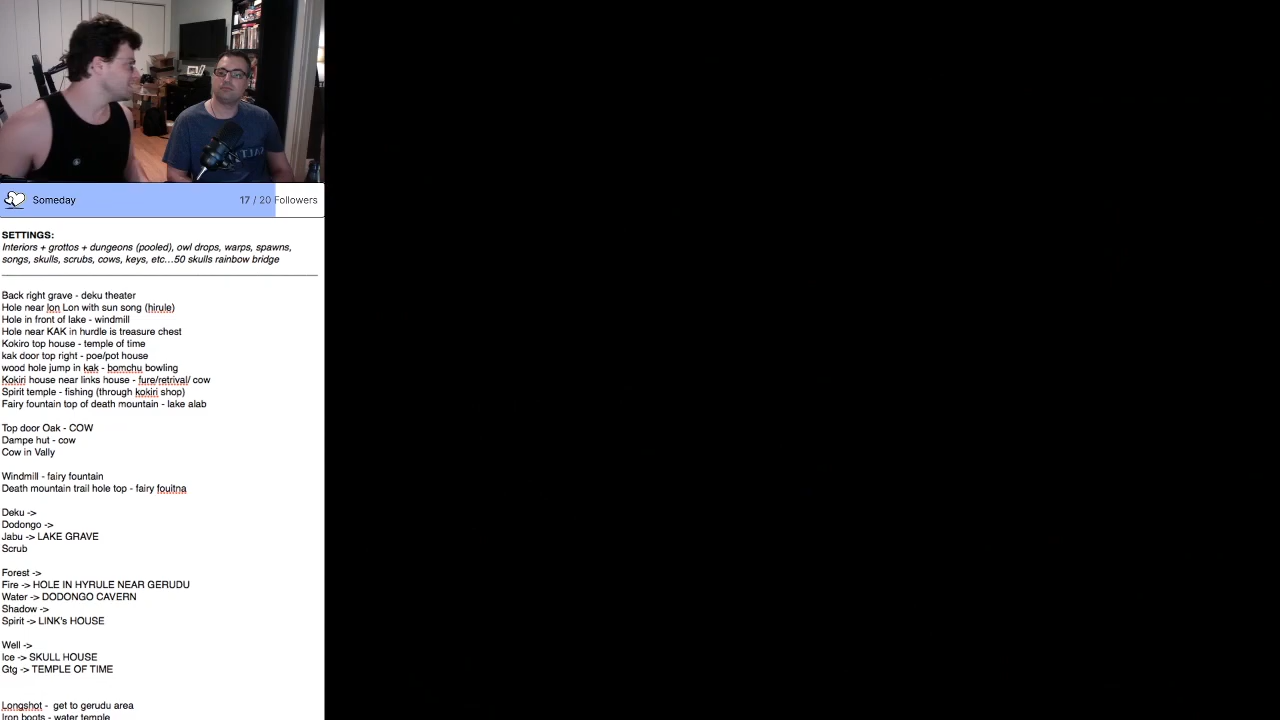 Someday
17 / 20 Followers
SETTINGS:
Interiors + grottos + dungeons (pooled), owl drops, warps, spawns,
songs, skulls, scrubs, cows, keys, etc...50 skulls rainbow bridge
Back right grave - deku theater
Hole near lon Lon with sun song (hirule)
Hole in front of lake - windmill
Hole near KAK in hurdle is treasure chest
Kokiro top house - temple of time
kak door top right - poe/pot house
wood hole jump in kak - bomchu bowling
Kokiri house near links house - fure/retrival/ cow
Spirit temple - fishing (through kokiri shop)
Fairy fountain top of death mountain - lake alab
Top door Oak - COW
Dampe hut - cow
Cow in Vally
Windmill - fairy fountain
Death mountain trail hole top - fairy fouitna
Deku ->
Dodongo ->
Jabu -> LAKE GRAVE
Scrub
Forest ->
Fire -> HOLE IN HYRULE NEAR GERUDU
Water -> DODONGO CAVERN
Shadow ->
Spirit -> LINK's HOUSE
Well ->
Ice -> SKULL HOUSE
Gtg -> TEMPLE OF TIME
Longshot - get to gerudu area
Iron boots - water temple